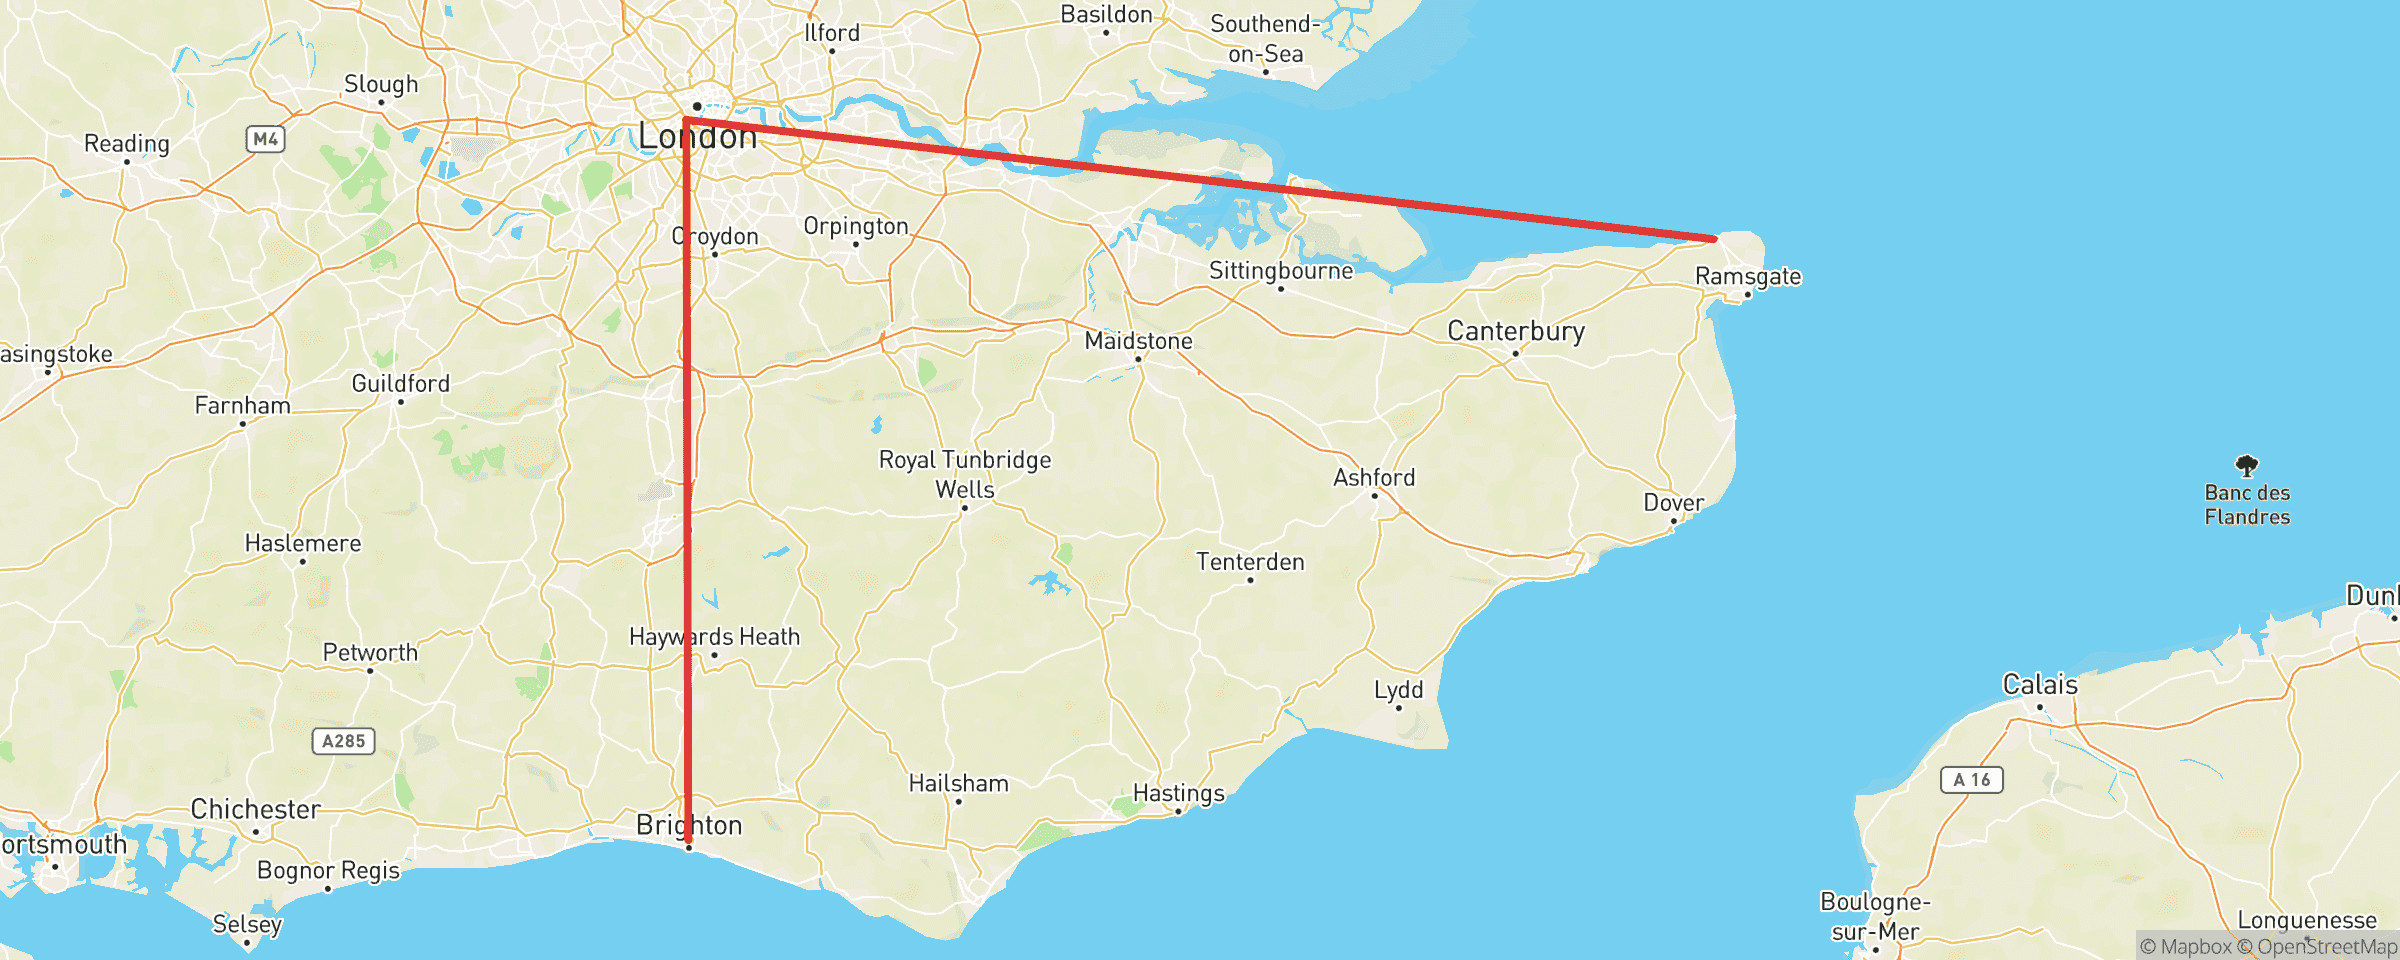 Basildon
Southend-
on-Sea
Ilford
Slough
London
M4
Reading
Orpington
Croydon
Sittingbourne
Ramsgate
Canterbury
Maidstone
asingstoke
Guildford
Farnham
Royal Tunbridge
Wells
Ashford
Dover
Banc des
Flandres
Haslemere
Tenterden
Dunk
Haywards Heath
Petworth
Lydd
Calais
A285
A 16
Hailsham
Hastings
Chichester
Brighton
ortsmouth
Bognor Regis
Boulogne-
sur-Mer
Selsey
Longuenesse
© Mapbox © OpenStreetMap